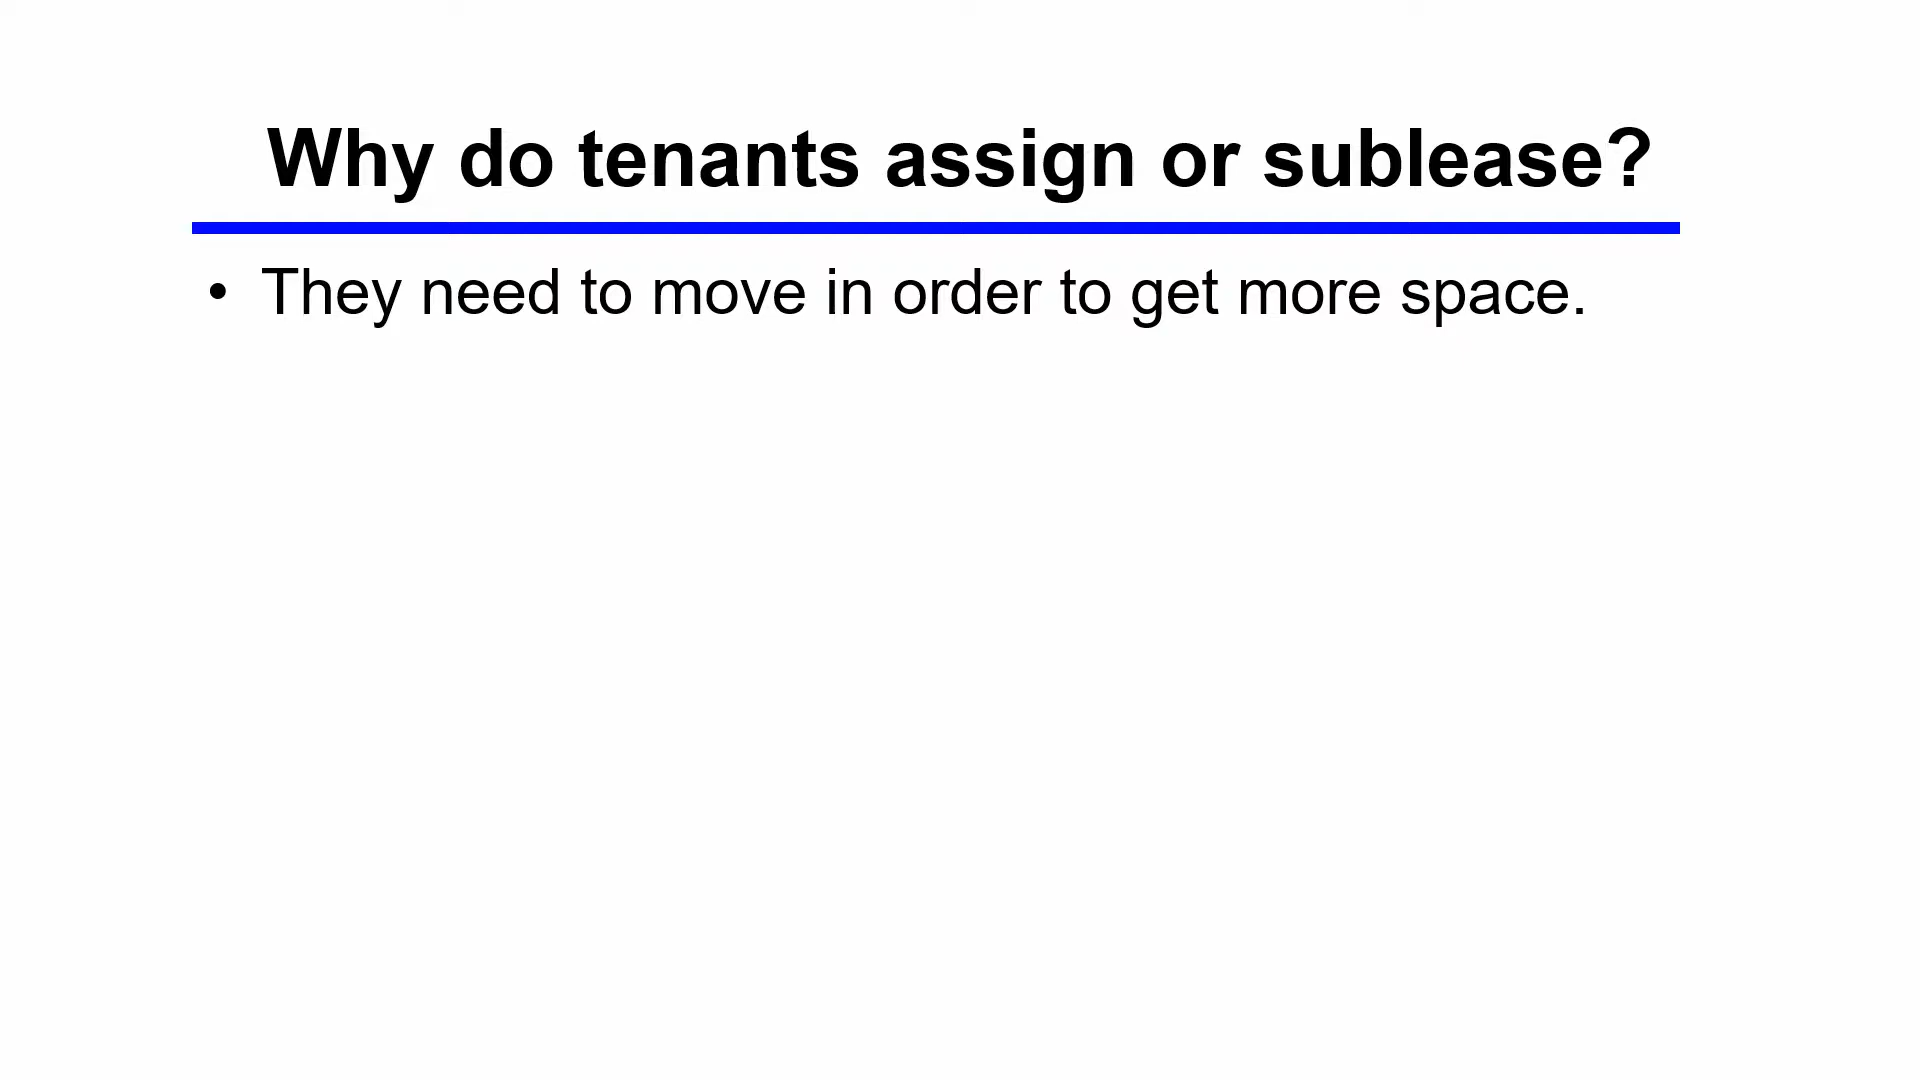 Why do tenants assign or sublease?
• They need to move in order to get more space.